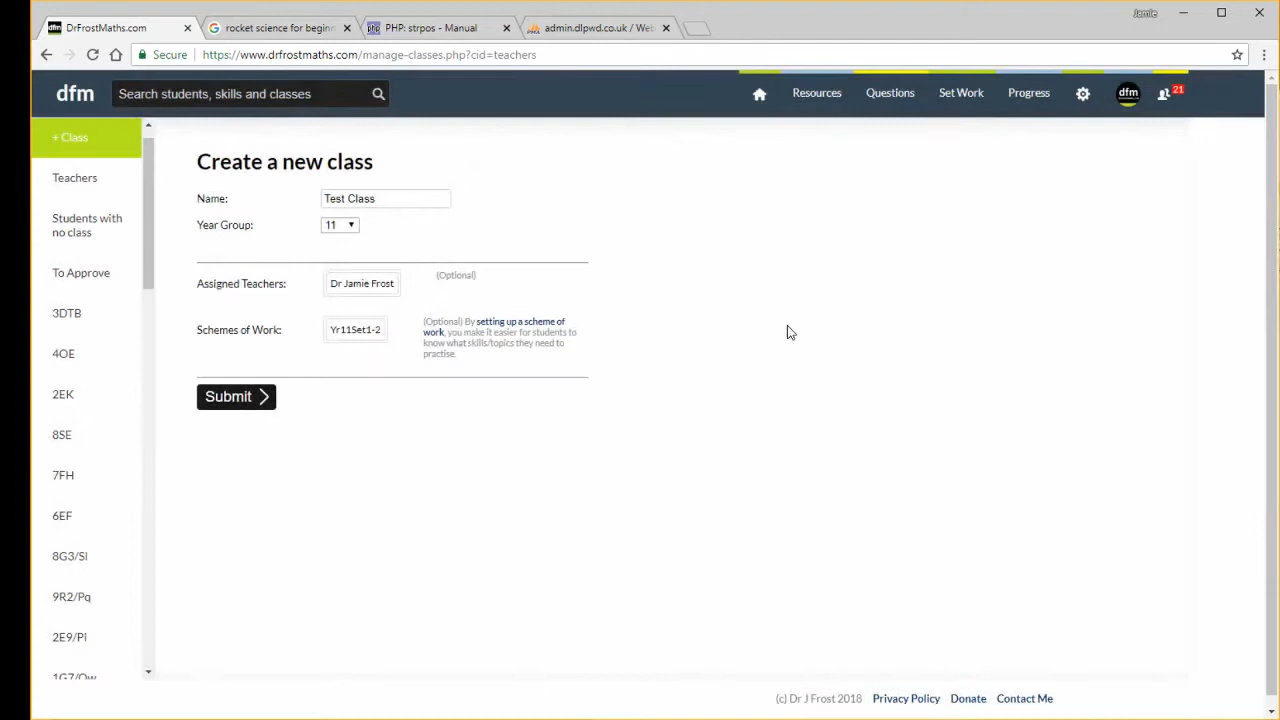 Jamie
dfm DrFrostMaths.com
rocket science for beginn
php PHP: strpos - Manual
admin.dlpwd.co.uk / Web
Secure https://www.drfrostmaths.com/manage-classes.php?cid=teachers
dfm Search students, skills and classes Resources Questions Set Work Progress dfm 21
+ Class
Teachers
Students with
no class
To Approve
3DTB
4OE
2EK
8SE
7FH
6EF
8G3/SI
9R2/Pq
2E9/Pi
1G7/Ow
Create a new class
Name: Test Class
Year Group: 11
Assigned Teachers: Dr Jamie Frost (Optional)
Schemes of Work: Yr11Set1-2 (Optional) By setting up a scheme of
work, you make it easier for students to
know what skills/topics they need to
practise.
Submit
(c) Dr J Frost 2018 Privacy Policy Donate Contact Me